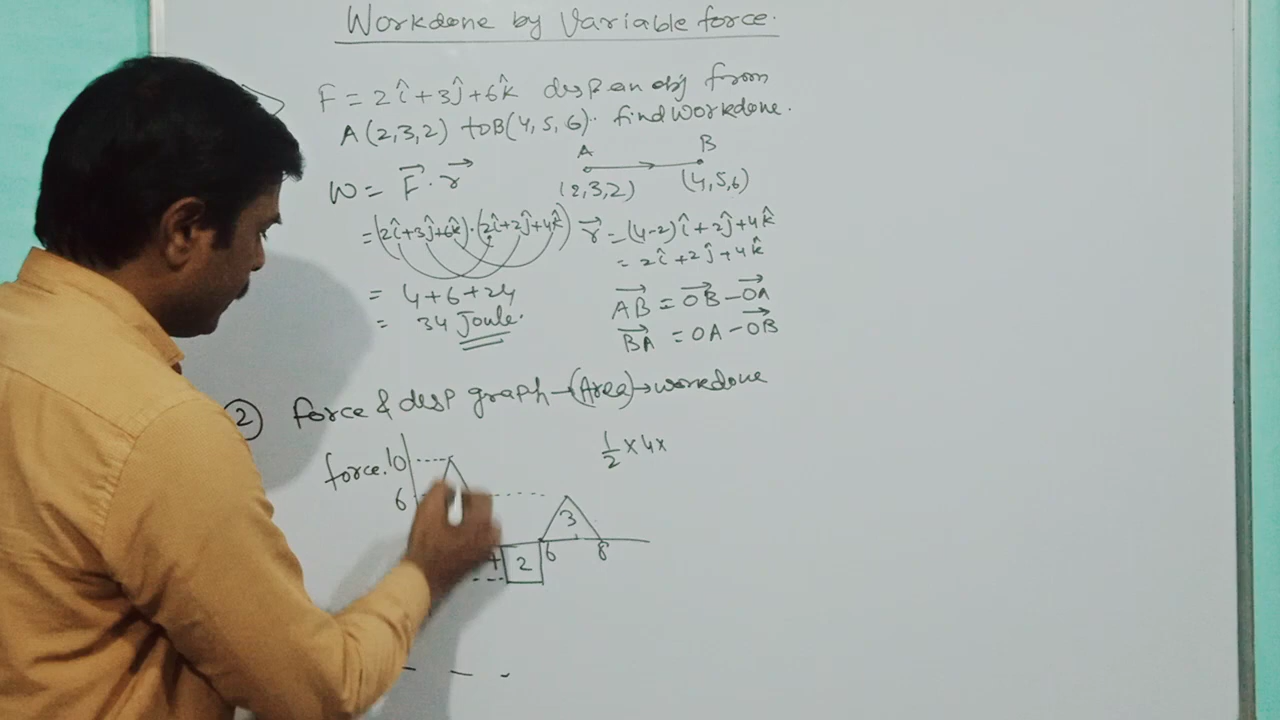 Workdone by Variable force.
F = 2î+3ĵ+6k̂ desp an obj from
A(2,3,2) to B(4,5,6). find workdone.
A B
(2,3,2) (4,5,6)
W = F⃗ · r⃗
= (2î+3ĵ+6k̂)·(2î+2ĵ+4k̂)
= 4+6+24
= 34 Joule.
r⃗ = (4-2)î+2ĵ+4k̂
= 2î+2ĵ+4k̂
AB⃗ = OB⃗ - OA⃗
BA⃗ = OA - OB⃗
② force & desp graph→(Area)→workdone
1/2 × 4×
force. 10
6
3
4 2 6 8